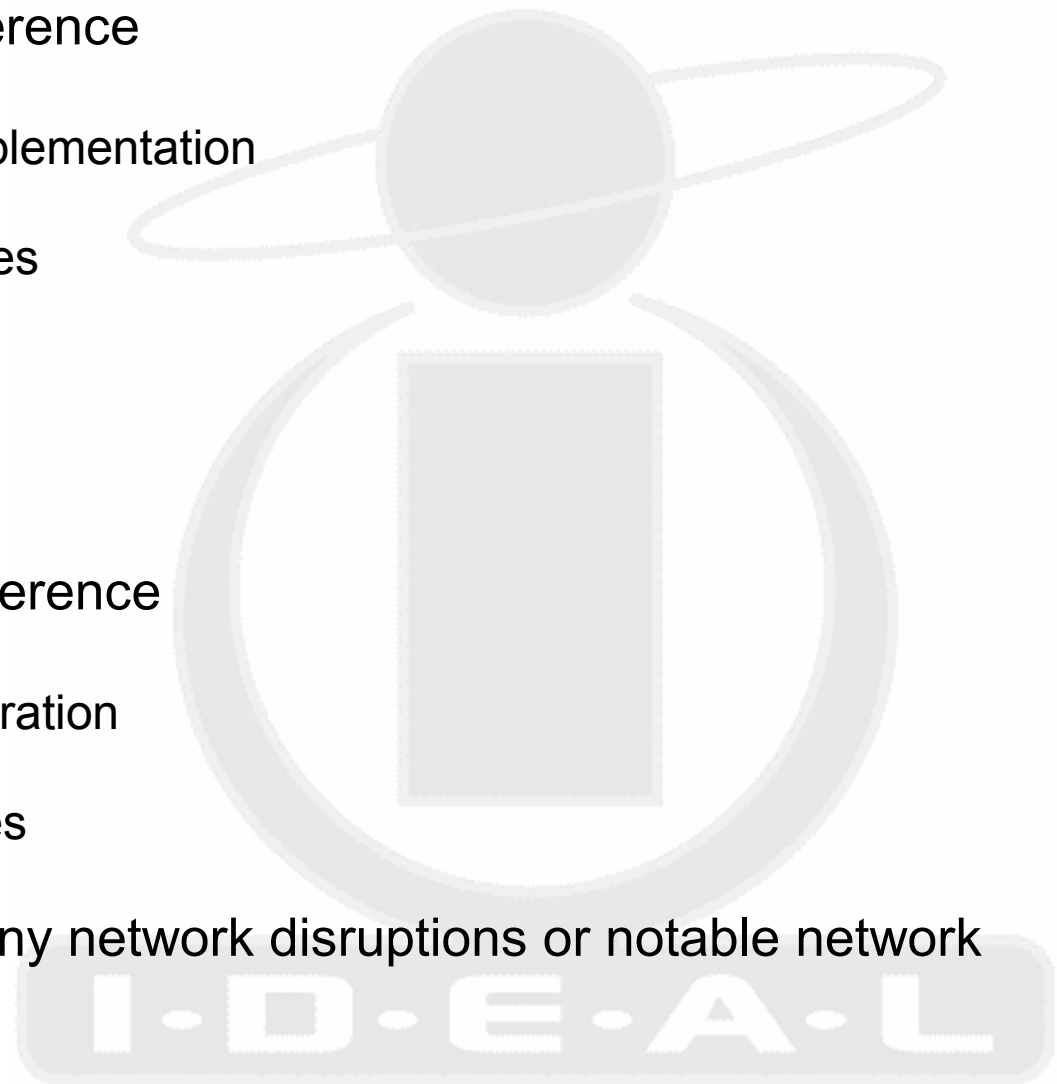 erence
plementation
es
erence
ration
es
ny network disruptions or notable network
I·D·E·A·L